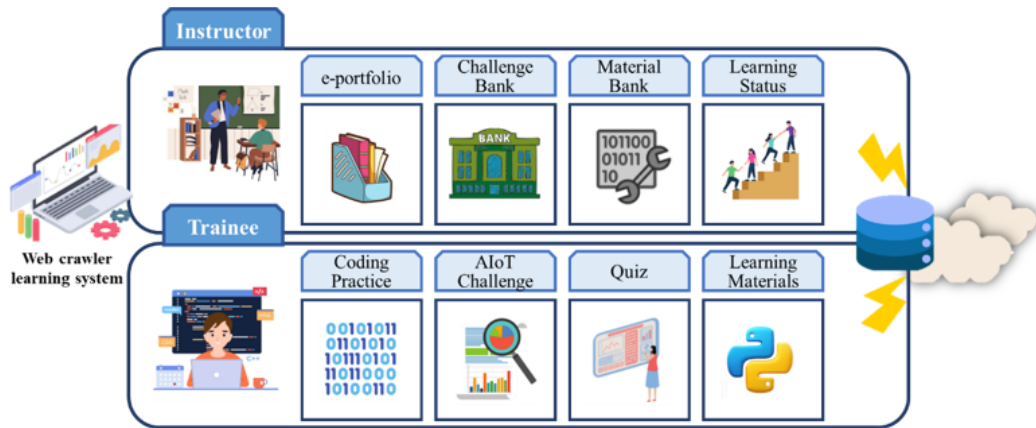 Instructor
e-portfolio
Challenge
Bank
Material
Bank
Learning
Status
BANK
101100
01011
10
Web crawler
learning system
Trainee
Coding
Practice
AIoT
Challenge
Quiz
Learning
Materials
00101011
01101010
101110101
11011000
10100110
C++